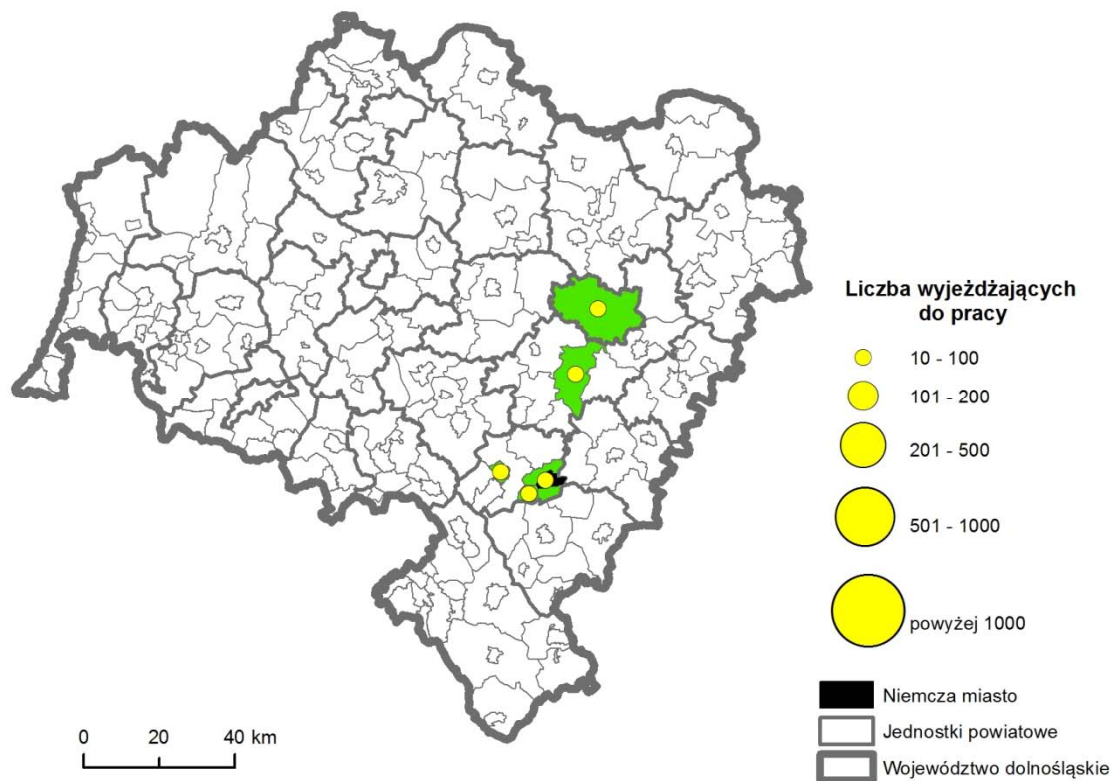 Liczba wyjeżdżających
do pracy
10 - 100
101 - 200
201 - 500
501 - 1000
powyżej 1000
Niemcza miasto
Jednostki powiatowe
Województwo dolnośląskie
0 20 40 km